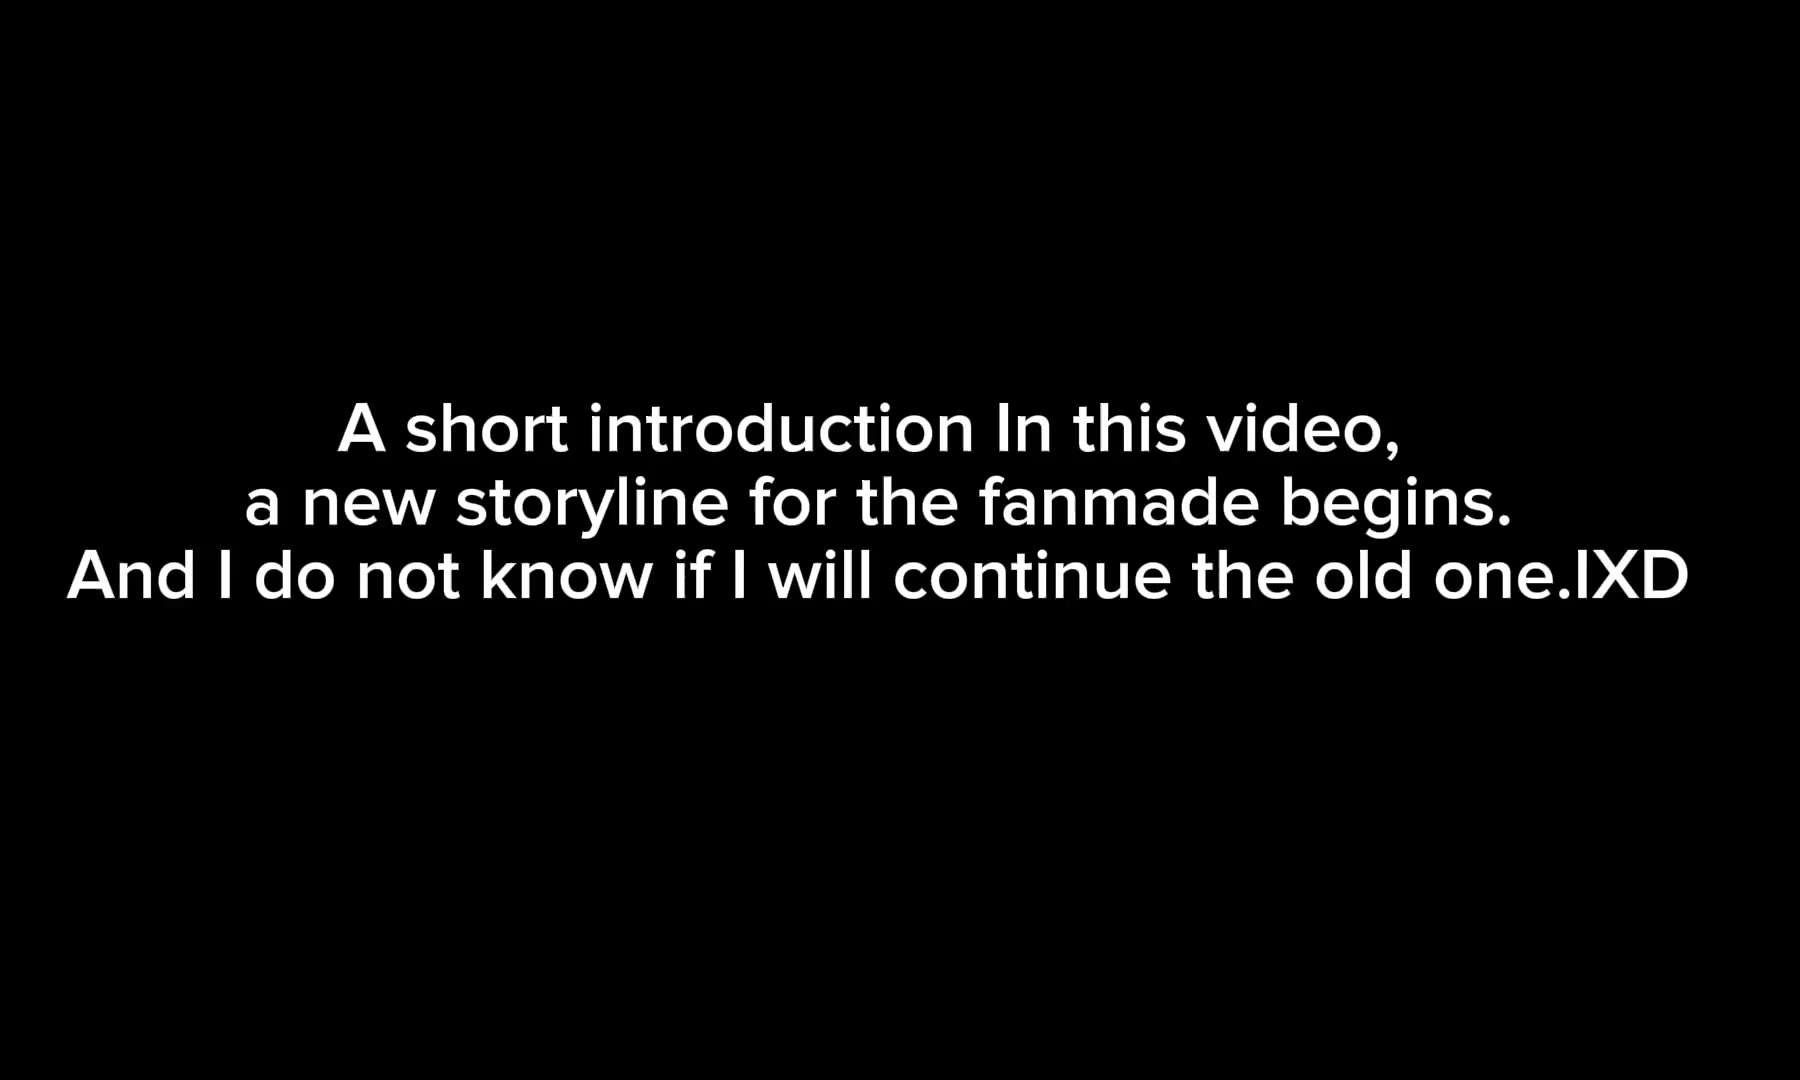 A short introduction In this video,
a new storyline for the fanmade begins.
And I do not know if I will continue the old one.IXD